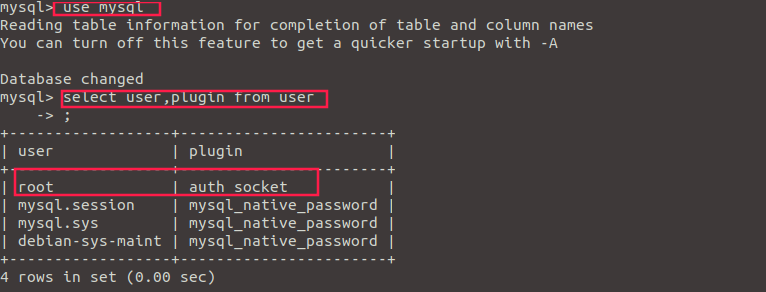 mysql> use mysql
Reading table information for completion of table and column names
You can turn off this feature to get a quicker startup with -A

Database changed
mysql> select user,plugin from user
    -> ;
+------------------+-----------------------+
| user             | plugin                |
+------------------+-----------------------+
| root             | auth_socket           |
| mysql.session    | mysql_native_password |
| mysql.sys        | mysql_native_password |
| debian-sys-maint | mysql_native_password |
+------------------+-----------------------+
4 rows in set (0.00 sec)